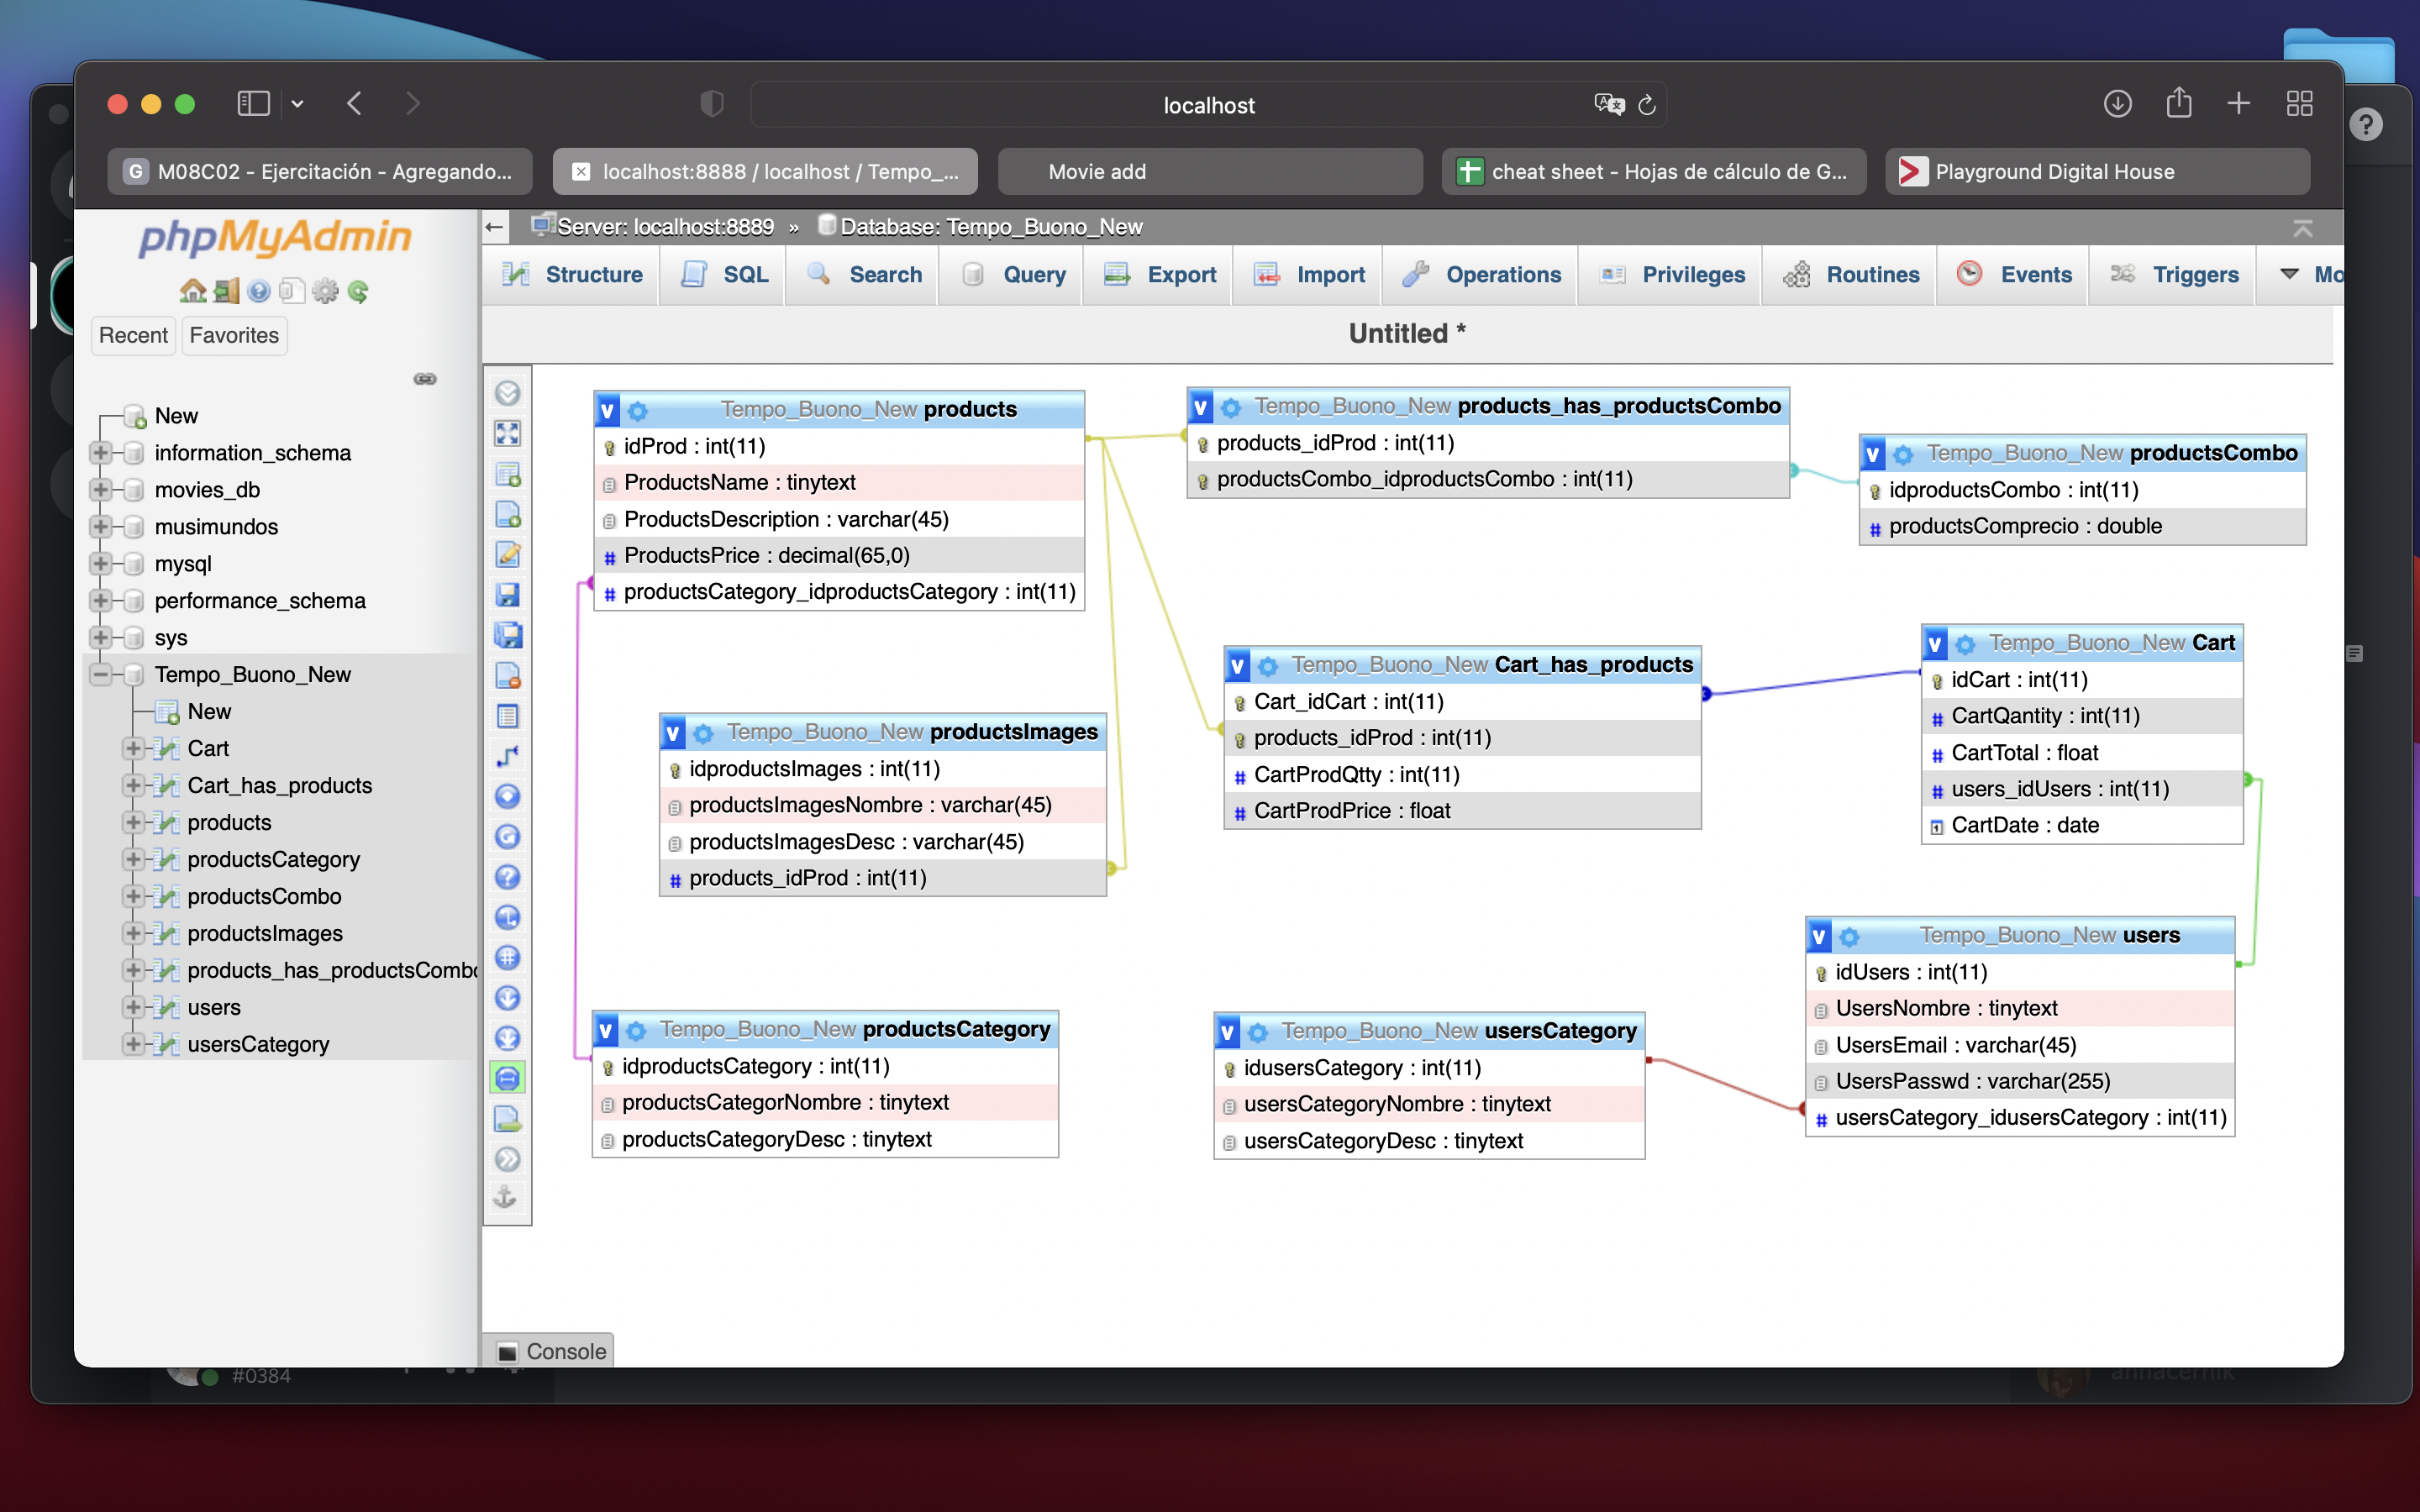 localhost
M08C02 - Ejercitación - Agregando...
localhost:8888 / localhost / Tempo_...
Movie add
cheat sheet - Hojas de cálculo de G...
Playground Digital House
phpMyAdmin
Recent
Favorites
New
information_schema
movies_db
musimundos
mysql
performance_schema
sys
Tempo_Buono_New
New
Cart
Cart_has_products
products
productsCategory
productsCombo
productsImages
products_has_productsCombo
users
usersCategory
Server: localhost:8889 » Database: Tempo_Buono_New
Structure
SQL
Search
Query
Export
Import
Operations
Privileges
Routines
Events
Triggers
Mo
Untitled *
Tempo_Buono_New products
idProd : int(11)
ProductsName : tinytext
ProductsDescription : varchar(45)
# ProductsPrice : decimal(65,0)
# productsCategory_idproductsCategory : int(11)
Tempo_Buono_New products_has_productsCombo
products_idProd : int(11)
productsCombo_idproductsCombo : int(11)
Tempo_Buono_New productsCombo
idproductsCombo : int(11)
# productsComprecio : double
Tempo_Buono_New Cart_has_products
Cart_idCart : int(11)
products_idProd : int(11)
# CartProdQtty : int(11)
# CartProdPrice : float
Tempo_Buono_New Cart
idCart : int(11)
# CartQantity : int(11)
# CartTotal : float
# users_idUsers : int(11)
CartDate : date
Tempo_Buono_New productsImages
idproductsImages : int(11)
productsImagesNombre : varchar(45)
productsImagesDesc : varchar(45)
# products_idProd : int(11)
Tempo_Buono_New users
idUsers : int(11)
UsersNombre : tinytext
UsersEmail : varchar(45)
UsersPasswd : varchar(255)
# usersCategory_idusersCategory : int(11)
Tempo_Buono_New productsCategory
idproductsCategory : int(11)
productsCategorNombre : tinytext
productsCategoryDesc : tinytext
Tempo_Buono_New usersCategory
idusersCategory : int(11)
usersCategoryNombre : tinytext
usersCategoryDesc : tinytext
Console
#0384
annacernik